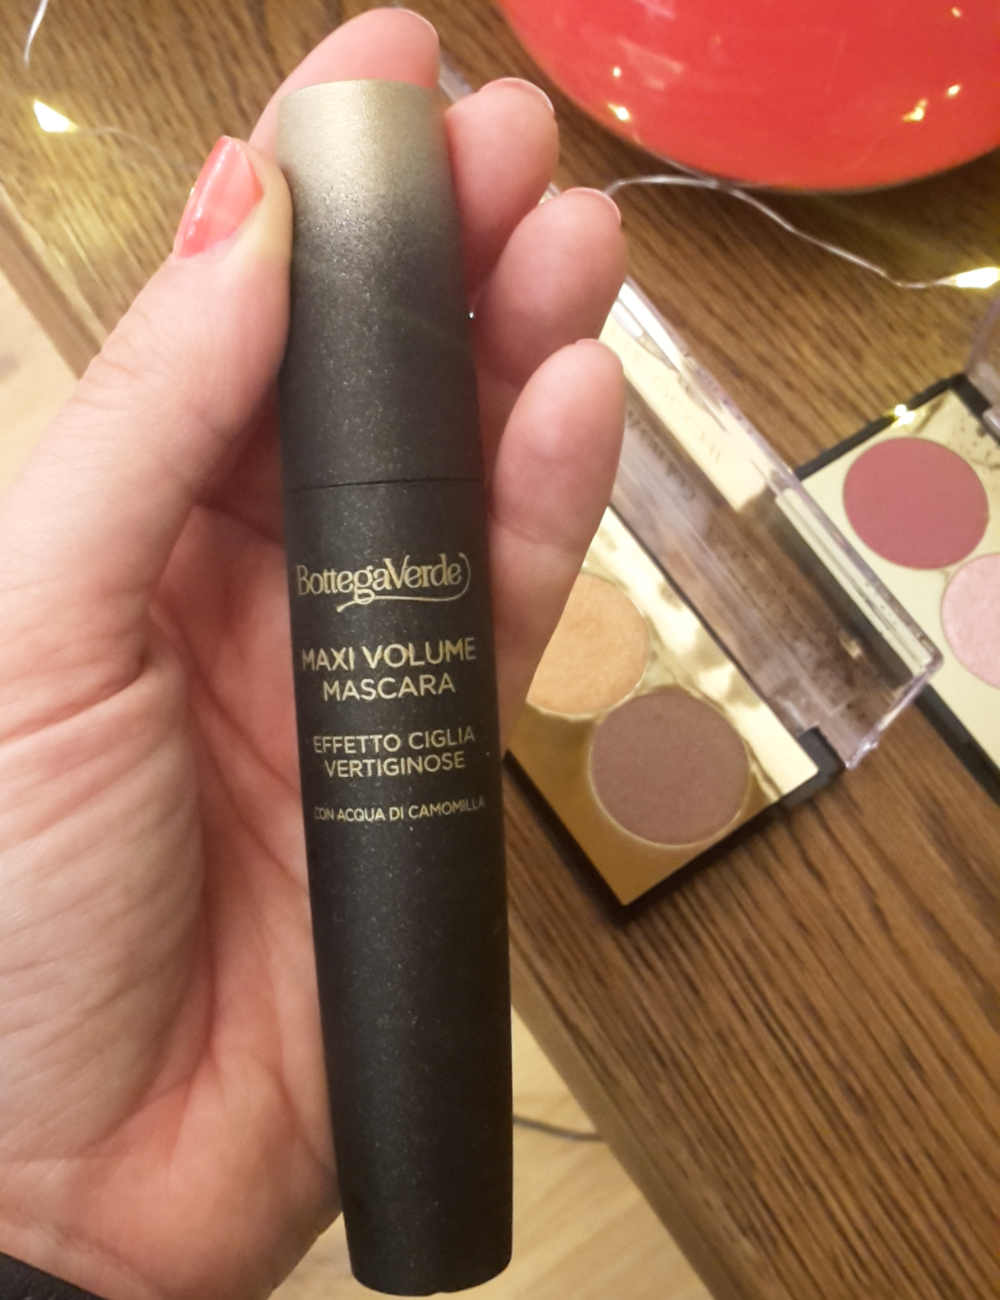 BottegaVerde
MAXI VOLUME
MASCARA
EFFETTO CIGLIA
VERTIGINOSE
CON ACQUA DI CAMOMILLA